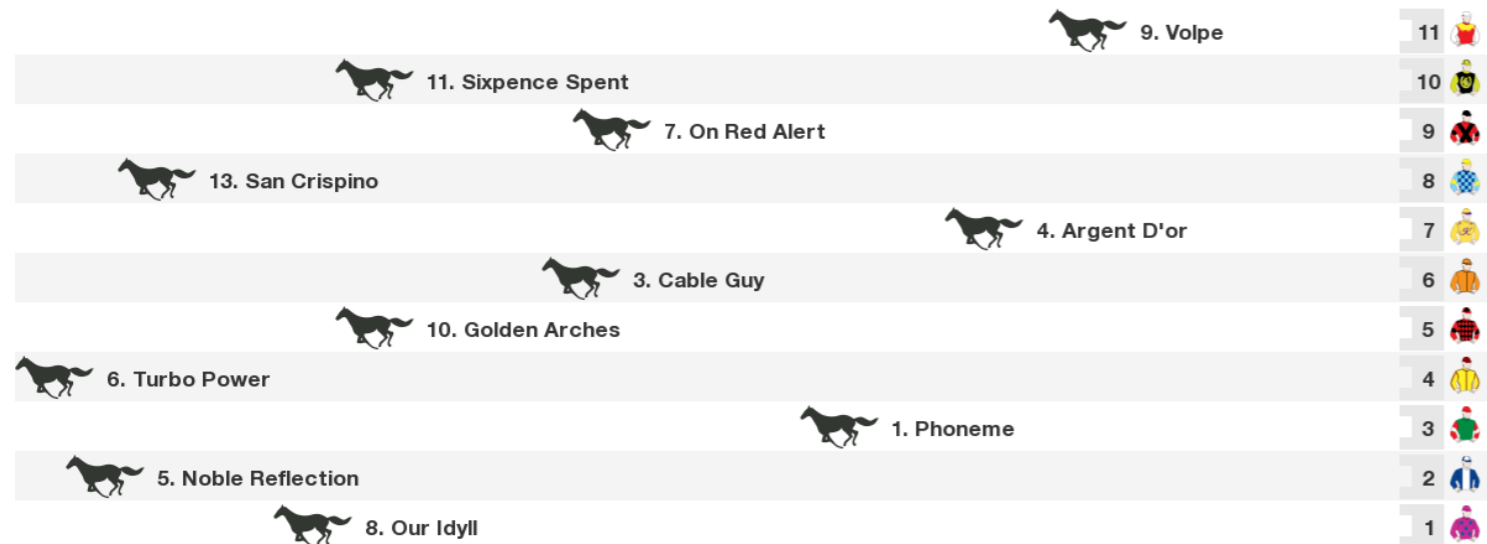 9. Volpe 11
11. Sixpence Spent 10
7. On Red Alert 9
13. San Crispino 8
4. Argent D'or 7
3. Cable Guy 6
10. Golden Arches 5
6. Turbo Power 4
1. Phoneme 3
5. Noble Reflection 2
8. Our Idyll 1